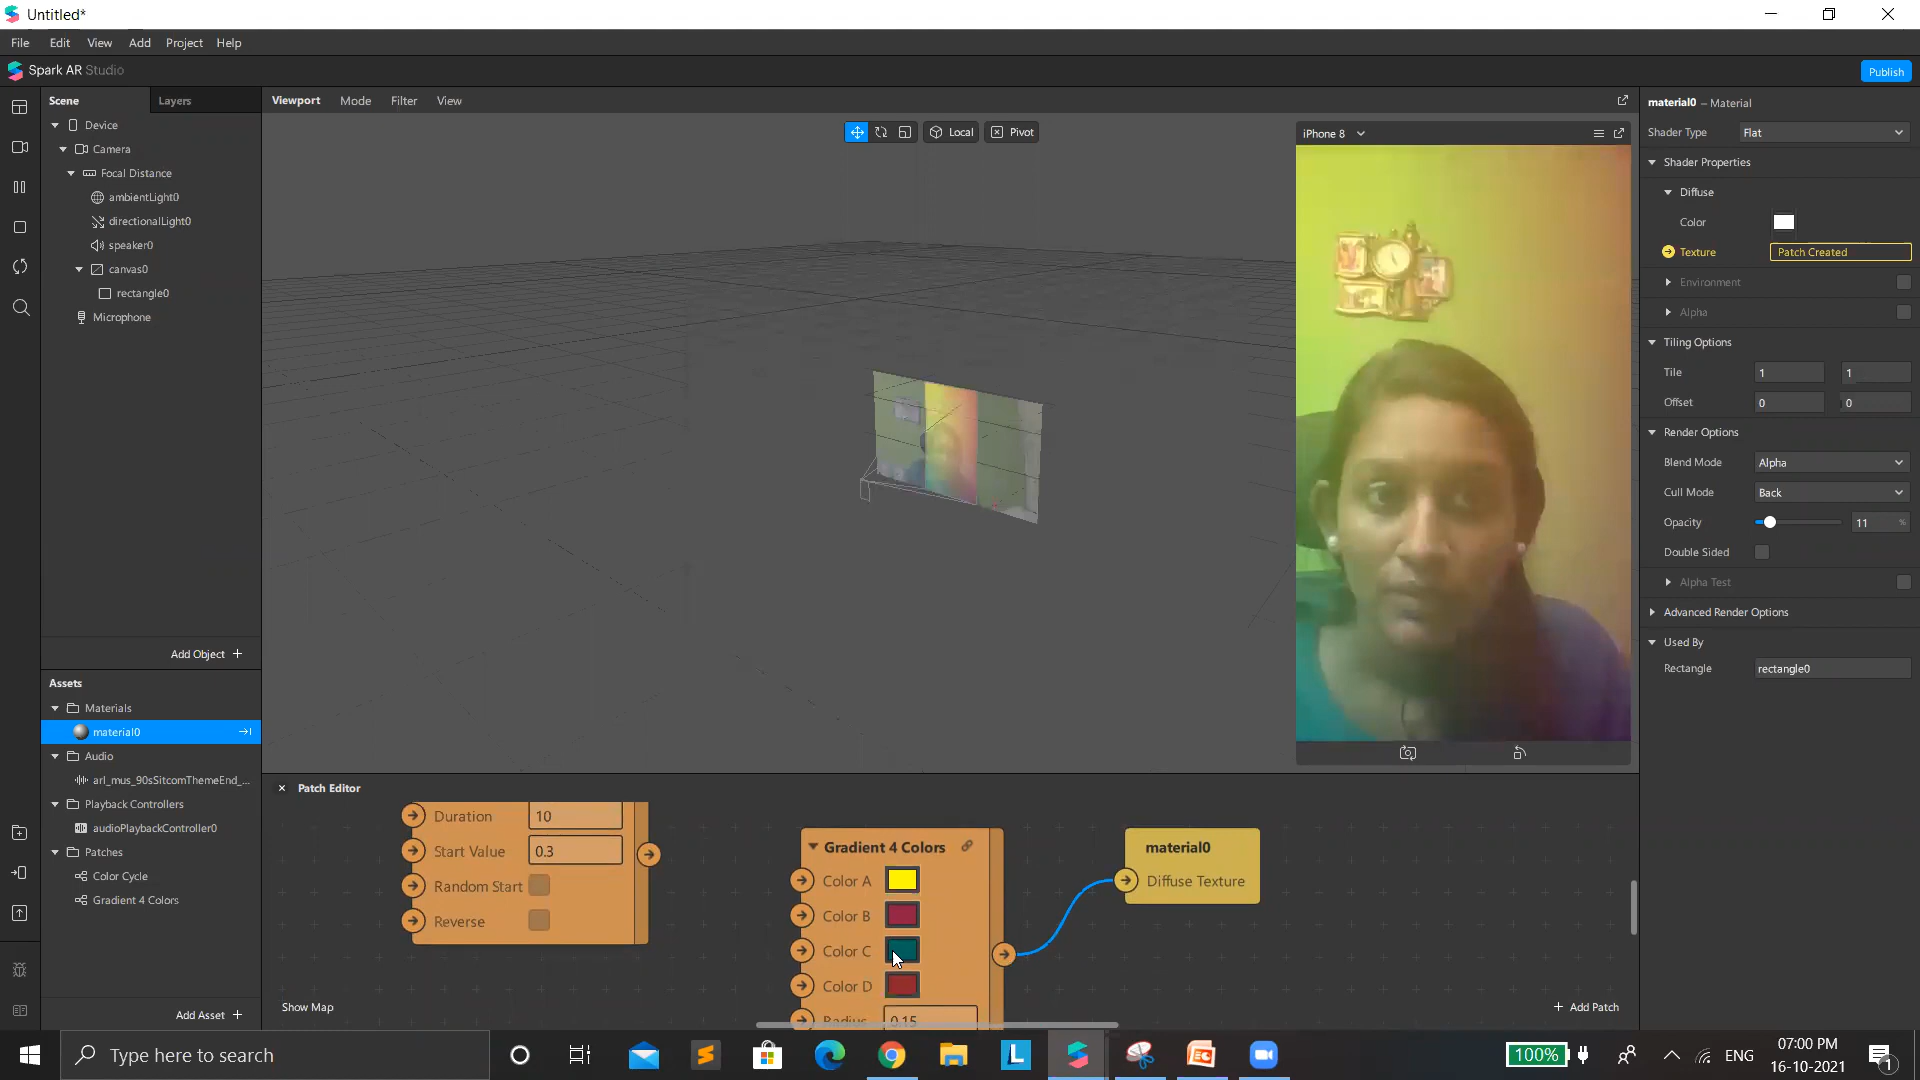 Untitled*
File Edit View Add Project Help
Spark AR Studio
Publish
Scene Layers
Device
Camera
Focal Distance
ambientLight0
directionalLight0
speaker0
canvas0
rectangle0
Microphone
Add Object +
Assets
Materials
material0
Audio
arl_mus_90sSitcomThemeEnd_...
Playback Controllers
audioPlaybackController0
Patches
Color Cycle
Gradient 4 Colors
Add Asset +
Viewport Mode Filter View
Local Pivot
iPhone 8
material0 – Material
Shader Type Flat
Shader Properties
Diffuse
Color
Texture Patch Created
Environment
Alpha
Tiling Options
Tile 1 1
Offset 0 0
Render Options
Blend Mode Alpha
Cull Mode Back
Opacity 11 %
Double Sided
Alpha Test
Advanced Render Options
Used By
Rectangle rectangle0
× Patch Editor
Duration 10
Start Value 0.3
Random Start
Reverse
Gradient 4 Colors
Color A
Color B
Color C
Color D
Radius 0.15
material0
Diffuse Texture
Show Map
+ Add Patch
Type here to search
100%
ENG
07:00 PM
16-10-2021
1